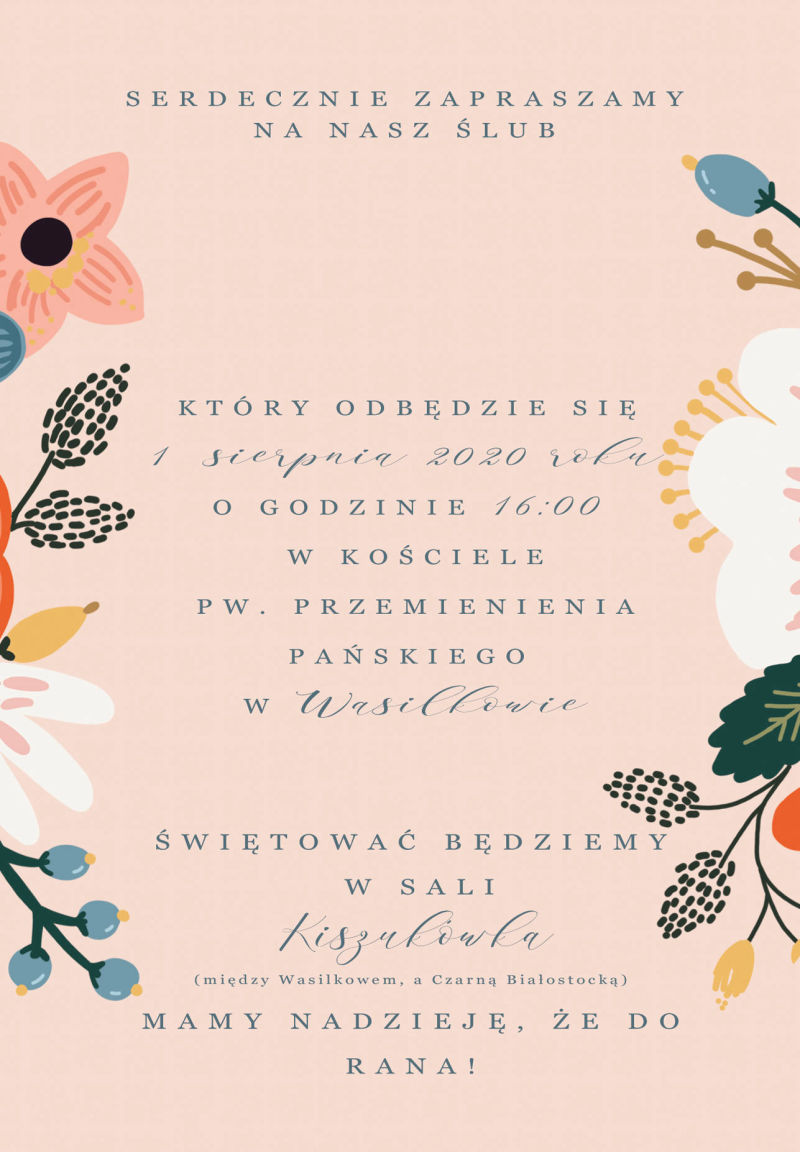 SERDECZNIE ZAPRASZAMY
NA NASZ ŚLUB
KTÓRY ODBĘDZIE SIĘ
1 sierpnia 2020 roku
O GODZINIE 16:00
W KOŚCIELE
PW. PRZEMIENIENIA
PAŃSKIEGO
W Wasilkowie
ŚWIĘTOWAĆ BĘDZIEMY
W SALI
Kiszukówka
(między Wasilkowem, a Czarną Białostocką)
MAMY NADZIEJĘ, ŻE DO
RANA!